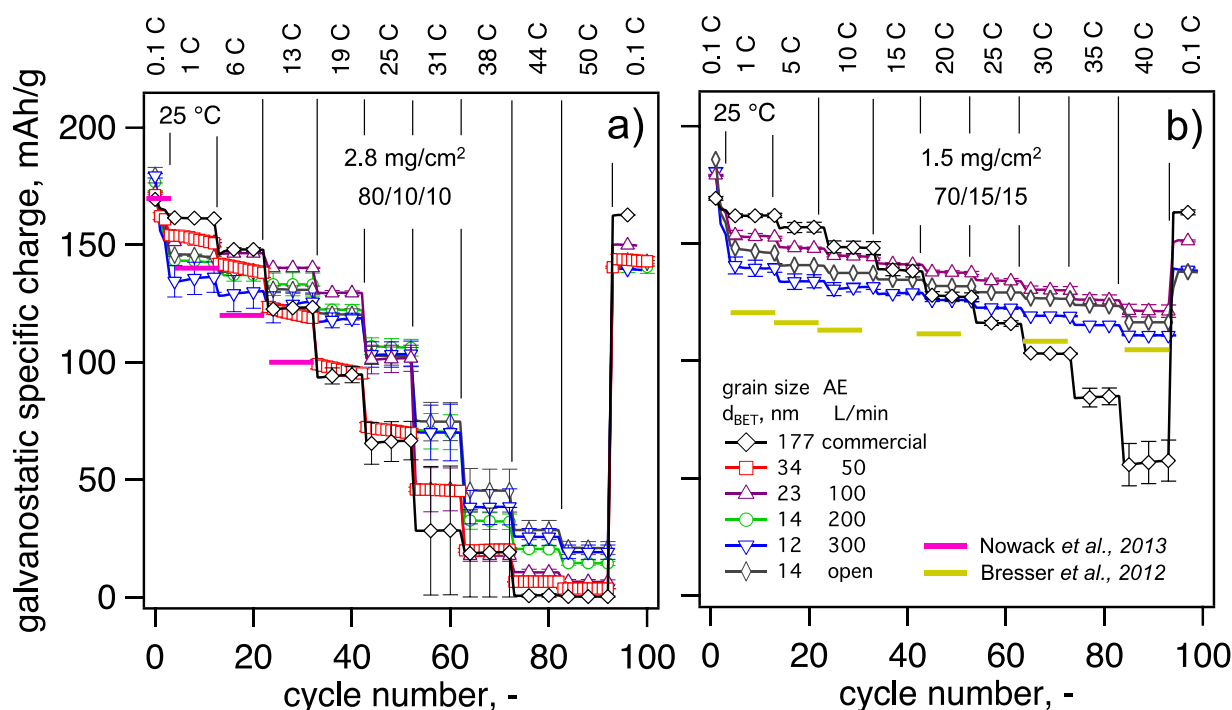 0.1 C 1 C 6 C 13 C 19 C 25 C 31 C 38 C 44 C 50 C 0.1 C
0.1 C 1 C 5 C 10 C 15 C 20 C 25 C 30 C 35 C 40 C 0.1 C
galvanostatic specific charge, mAh/g
200
150
100
50
0
25 °C
a)
2.8 mg/cm²
80/10/10
0 20 40 60 80 100
cycle number, -
25 °C
b)
1.5 mg/cm²
70/15/15
grain size AE
d_BET, nm L/min
177 commercial
34 50
23 100
14 200
12 300
14 open
Nowack et al., 2013
Bresser et al., 2012
0 20 40 60 80 100
cycle number, -